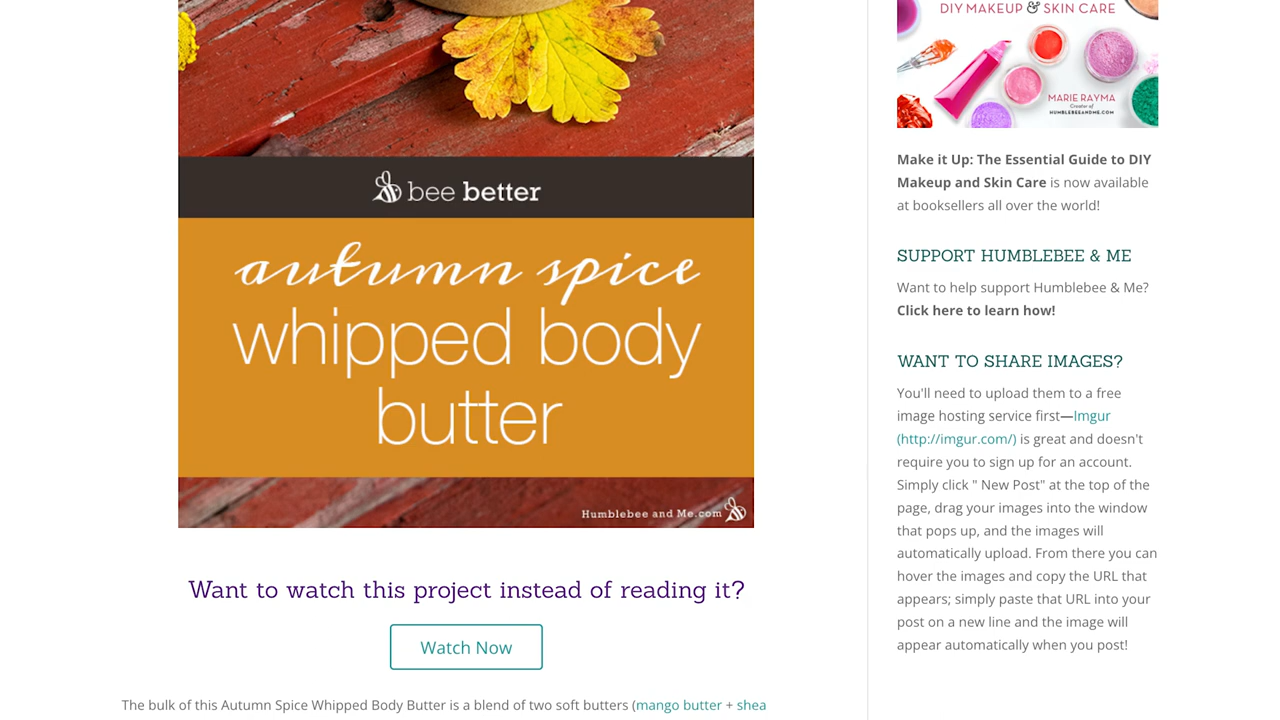 bee better
autumn spice
whipped body
butter
Humblebee and Me.com
Want to watch this project instead of reading it?
Watch Now
The bulk of this Autumn Spice Whipped Body Butter is a blend of two soft butters (mango butter + shea
DIY MAKEUP & SKIN CARE
MARIE RAYMA
Creator of
HUMBLEBEEANDME.COM
Make it Up: The Essential Guide to DIY
Makeup and Skin Care is now available
at booksellers all over the world!
SUPPORT HUMBLEBEE & ME
Want to help support Humblebee & Me?
Click here to learn how!
WANT TO SHARE IMAGES?
You'll need to upload them to a free
image hosting service first—Imgur
(http://imgur.com/) is great and doesn't
require you to sign up for an account.
Simply click " New Post" at the top of the
page, drag your images into the window
that pops up, and the images will
automatically upload. From there you can
hover the images and copy the URL that
appears; simply paste that URL into your
post on a new line and the image will
appear automatically when you post!